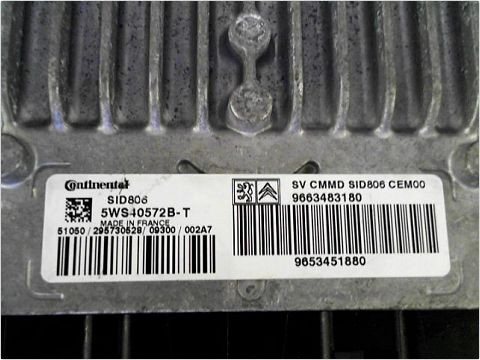 Continental
SID806
5WS40572B-T
MADE IN FRANCE
51050 / 295730528 / 09300 / 002A7
SV CMMD SID806 CEM00
9663483180
9653451880